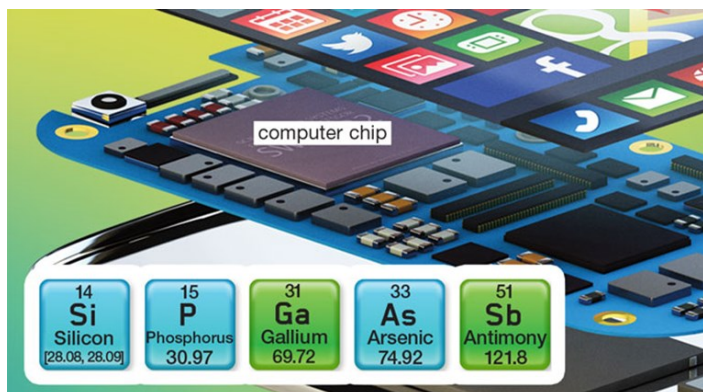 computer chip
14
Si
Silicon
[28.08, 28.09]
15
P
Phosphorus
30.97
31
Ga
Gallium
69.72
33
As
Arsenic
74.92
51
Sb
Antimony
121.8